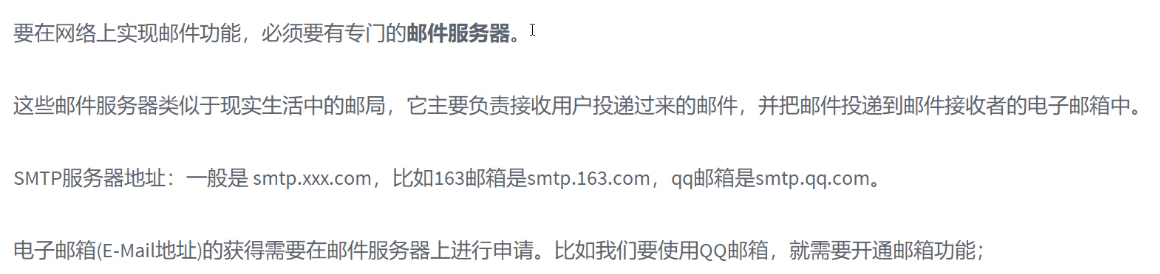 要在网络上实现邮件功能，必须要有专门的邮件服务器。
这些邮件服务器类似于现实生活中的邮局，它主要负责接收用户投递过来的邮件，并把邮件投递到邮件接收者的电子邮箱中。
SMTP服务器地址：一般是 smtp.xxx.com，比如163邮箱是smtp.163.com，qq邮箱是smtp.qq.com。
电子邮箱(E-Mail地址)的获得需要在邮件服务器上进行申请。比如我们要使用QQ邮箱，就需要开通邮箱功能；